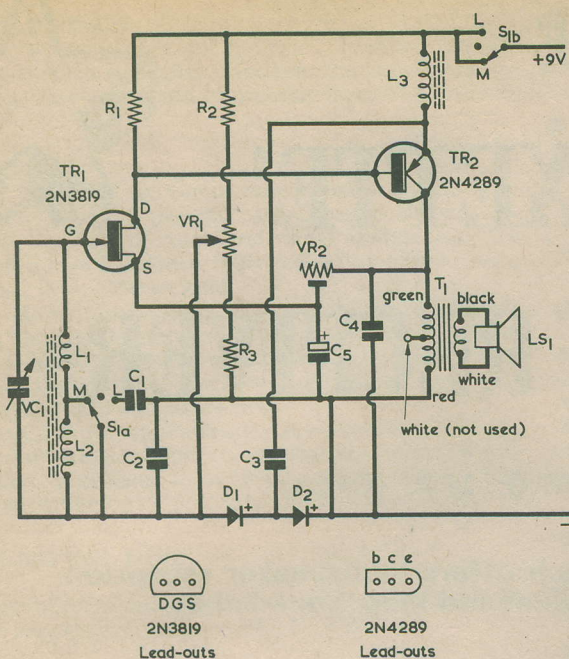 L
S1b
+9V
M
L3
R1
R2
TR1
2N3819
TR2
2N4289
D
G
S
VR1
VR2
T1
green
black
C4
LS1
+
C5
white
red
L1
VC1
R3
M
L
C1
S1a
white (not used)
L2
C2
C3
D1
+
D2
+
–
D G S
2N3819
Lead-outs
b c e
2N4289
Lead-outs